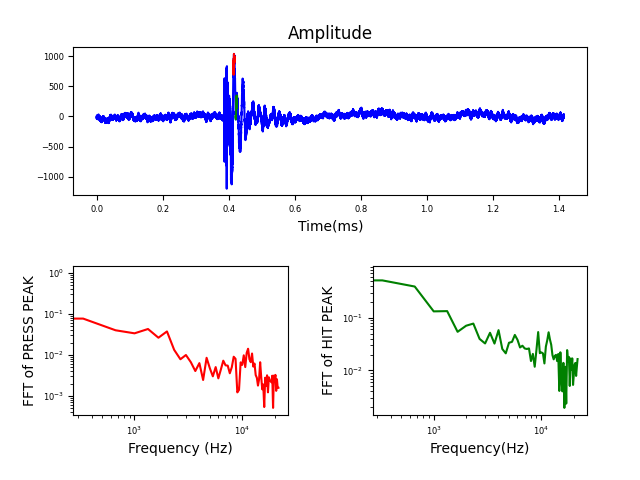 Amplitude
1000
500
0
−500
−1000
0.0 0.2 0.4 0.6 0.8 1.0 1.2 1.4
Time(ms)
FFT of PRESS PEAK
10⁰
10⁻¹
10⁻²
10⁻³
10³ 10⁴
Frequency (Hz)
FFT of HIT PEAK
10⁻¹
10⁻²
10³ 10⁴
Frequency(Hz)